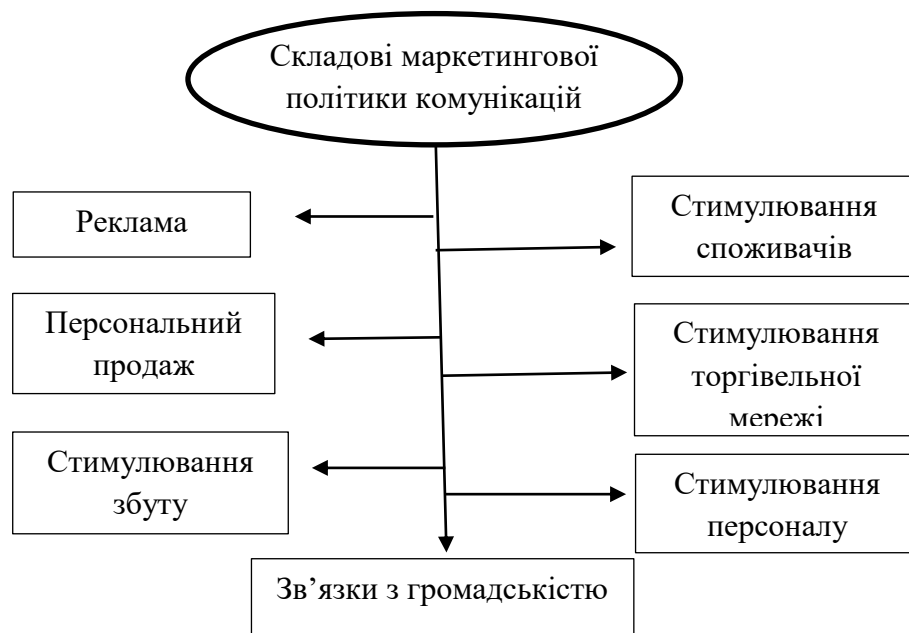 Складові маркетингової
політики комунікацій
Реклама
Стимулювання
споживачів
Персональний
продаж
Стимулювання
торгівельної
мережі
Стимулювання
збуту
Стимулювання
персоналу
Зв’язки з громадськістю